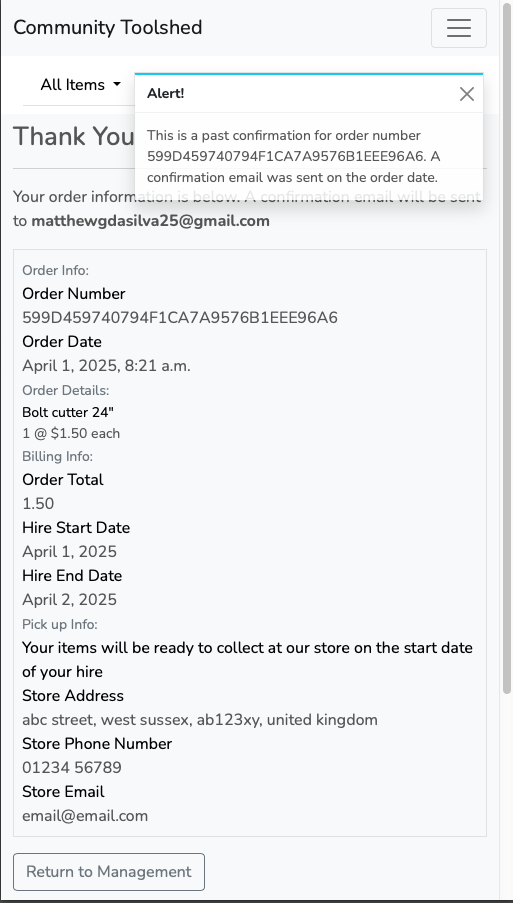 Community Toolshed
All Items
Alert!
This is a past confirmation for order number
599D459740794F1CA7A9576B1EEE96A6. A
confirmation email was sent on the order date.
Thank You
Your order information is below. A confirmation email will be sent
to matthewgdasilva25@gmail.com
Order Info:
Order Number
599D459740794F1CA7A9576B1EEE96A6
Order Date
April 1, 2025, 8:21 a.m.
Order Details:
Bolt cutter 24"
1 @ $1.50 each
Billing Info:
Order Total
1.50
Hire Start Date
April 1, 2025
Hire End Date
April 2, 2025
Pick up Info:
Your items will be ready to collect at our store on the start date
of your hire
Store Address
abc street, west sussex, ab123xy, united kingdom
Store Phone Number
01234 56789
Store Email
email@email.com
Return to Management